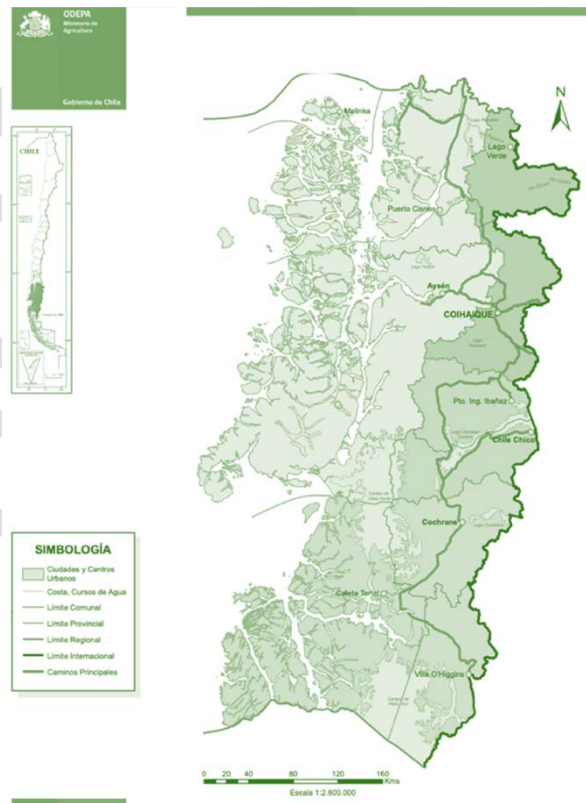 ODEPA
Ministerio de
Agricultura
Gobierno de Chile
CHILE
N
Melinka
Lago
Verde
Puerto Cisnes
Aysén
COIHAIQUE
Pto. Ing. Ibañez
Chile Chico
Cochrane
Caleta Tortel
Villa O'Higgins
SIMBOLOGÍA
Ciudades y Centros
Urbanos
Costa, Cursos de Agua
Límite Comunal
Límite Provincial
Límite Regional
Límite Internacional
Caminos Principales
0 20 40 80 120 160
Kms
Escala 1:2.800.000